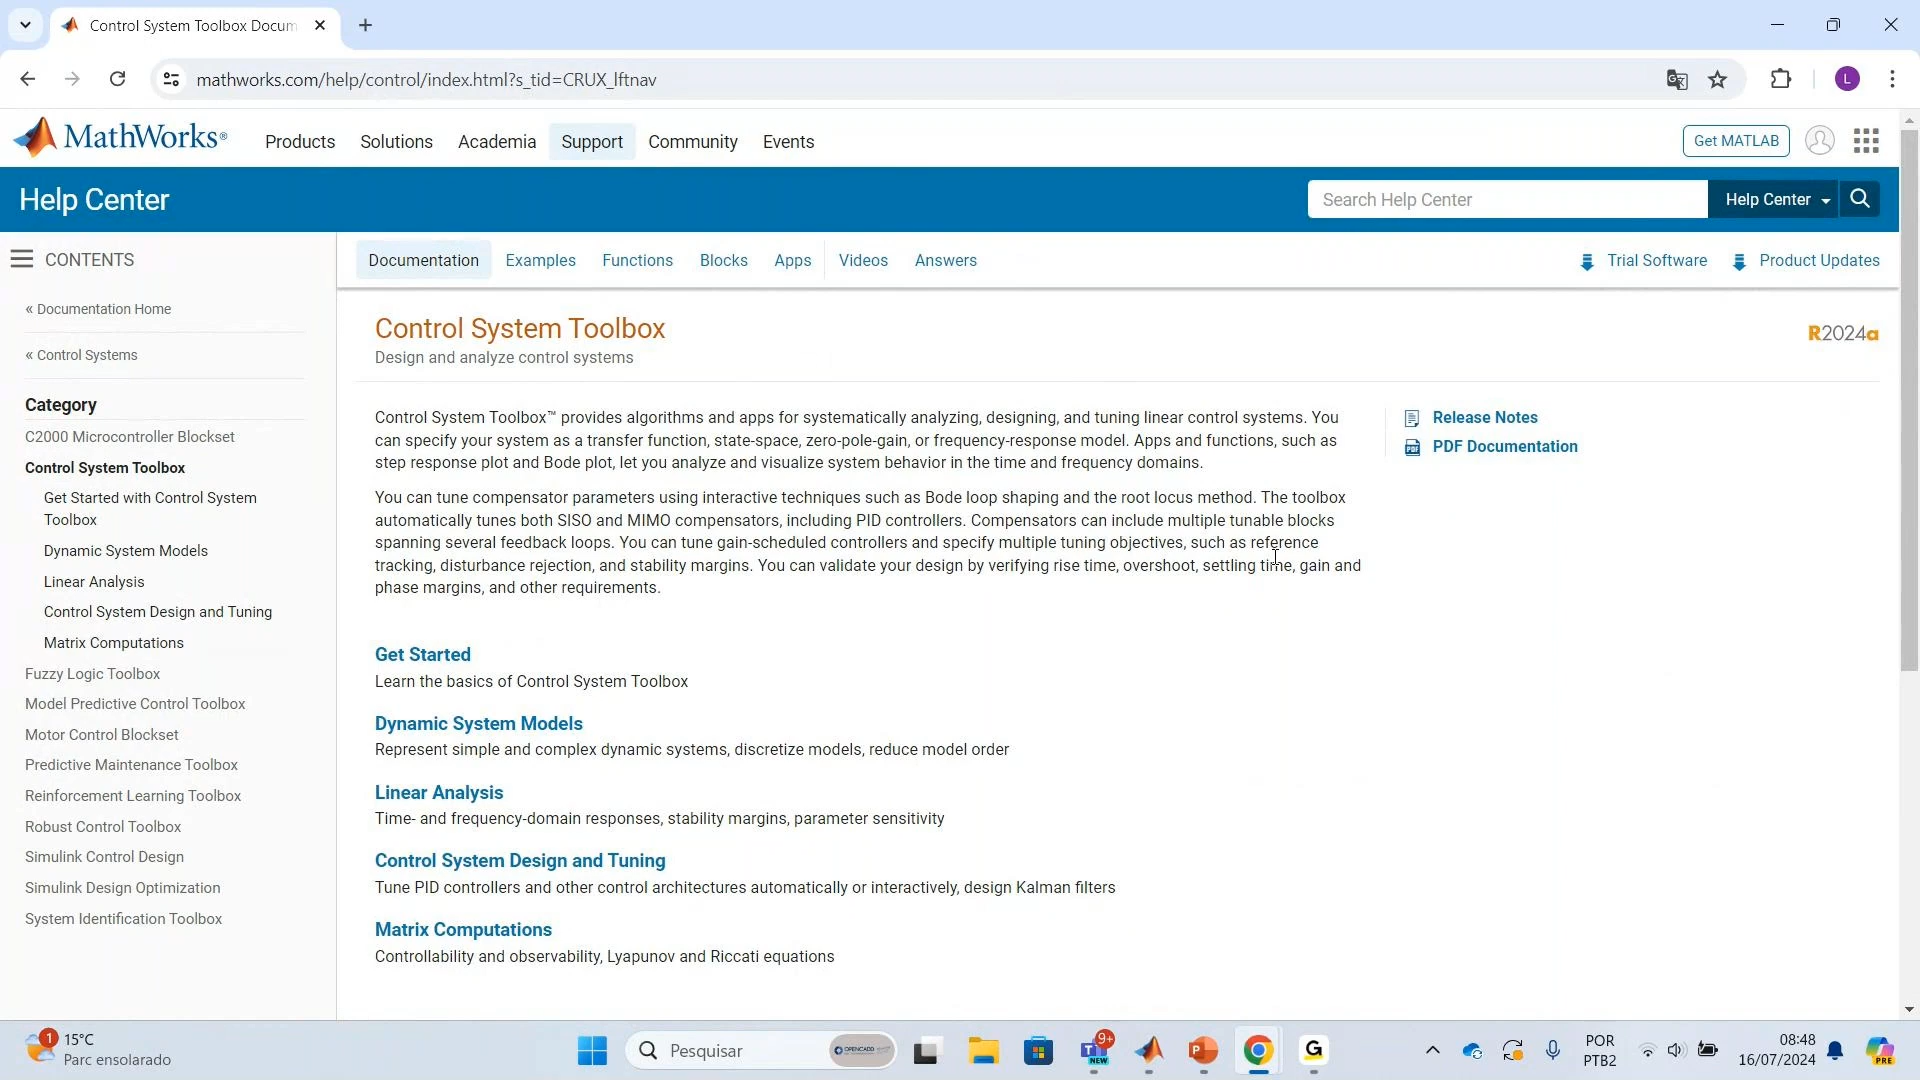 Control System Toolbox Docum
mathworks.com/help/control/index.html?s_tid=CRUX_lftnav
L
MathWorks®
Products
Solutions
Academia
Support
Community
Events
Get MATLAB
Help Center
Search Help Center
Help Center
CONTENTS
Documentation
Examples
Functions
Blocks
Apps
Videos
Answers
Trial Software
Product Updates
« Documentation Home
« Control Systems
Category
C2000 Microcontroller Blockset
Control System Toolbox
Get Started with Control System
Toolbox
Dynamic System Models
Linear Analysis
Control System Design and Tuning
Matrix Computations
Fuzzy Logic Toolbox
Model Predictive Control Toolbox
Motor Control Blockset
Predictive Maintenance Toolbox
Reinforcement Learning Toolbox
Robust Control Toolbox
Simulink Control Design
Simulink Design Optimization
System Identification Toolbox
Control System Toolbox
R2024a
Design and analyze control systems
Control System Toolbox™ provides algorithms and apps for systematically analyzing, designing, and tuning linear control systems. You
can specify your system as a transfer function, state-space, zero-pole-gain, or frequency-response model. Apps and functions, such as
step response plot and Bode plot, let you analyze and visualize system behavior in the time and frequency domains.
You can tune compensator parameters using interactive techniques such as Bode loop shaping and the root locus method. The toolbox
automatically tunes both SISO and MIMO compensators, including PID controllers. Compensators can include multiple tunable blocks
spanning several feedback loops. You can tune gain-scheduled controllers and specify multiple tuning objectives, such as reference
tracking, disturbance rejection, and stability margins. You can validate your design by verifying rise time, overshoot, settling time, gain and
phase margins, and other requirements.
Release Notes
PDF Documentation
Get Started
Learn the basics of Control System Toolbox
Dynamic System Models
Represent simple and complex dynamic systems, discretize models, reduce model order
Linear Analysis
Time- and frequency-domain responses, stability margins, parameter sensitivity
Control System Design and Tuning
Tune PID controllers and other control architectures automatically or interactively, design Kalman filters
Matrix Computations
Controllability and observability, Lyapunov and Riccati equations
1
15°C
Parc ensolarado
Pesquisar
OPENCADD
9+
NEW
P
G
POR
PTB2
08:48
16/07/2024
PRE